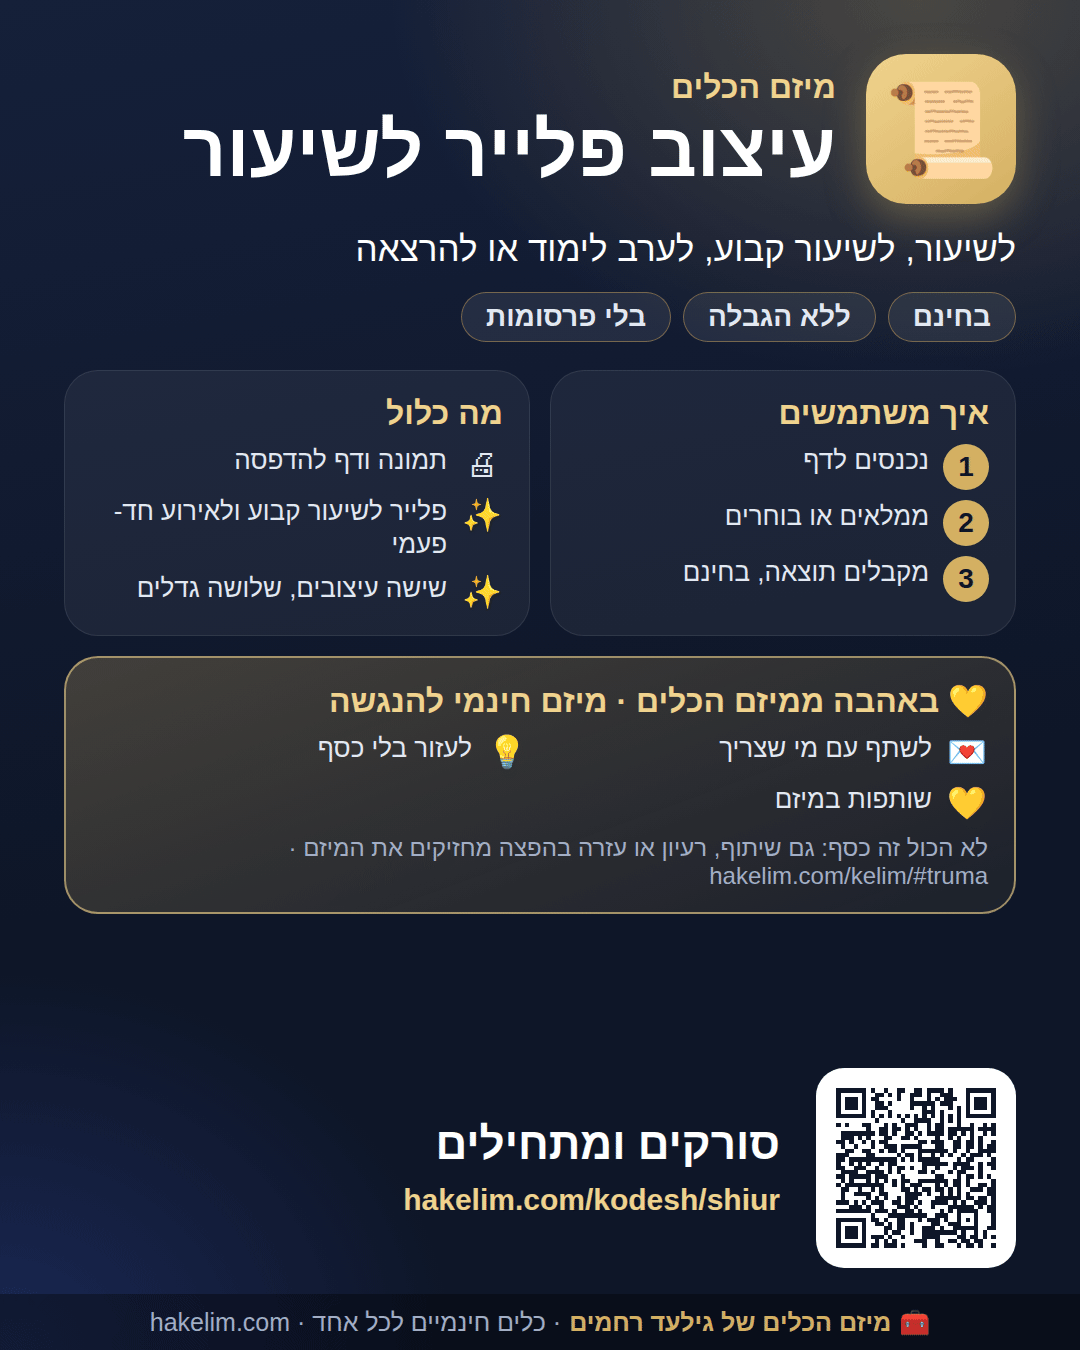 מיזם הכלים
עיצוב פלייר לשיעור
לשיעור, לשיעור קבוע, לערב לימוד או להרצאה
בחינם
ללא הגבלה
בלי פרסומות
איך משתמשים
1 נכנסים לדף
2 ממלאים או בוחרים
3 מקבלים תוצאה, בחינם
מה כלול
תמונה ודף להדפסה
פלייר לשיעור קבוע ולאירוע חד-
פעמי
שישה עיצובים, שלושה גדלים
באהבה ממיזם הכלים · מיזם חינמי להנגשה
לשתף עם מי שצריך
לעזור בלי כסף
שותפות במיזם
לא הכול זה כסף: גם שיתוף, רעיון או עזרה בהפצה מחזיקים את המיזם ·
hakelim.com/kelim/#truma
סורקים ומתחילים
hakelim.com/kodesh/shiur
מיזם הכלים של גילעד רחמים · כלים חינמיים לכל אחד · hakelim.com